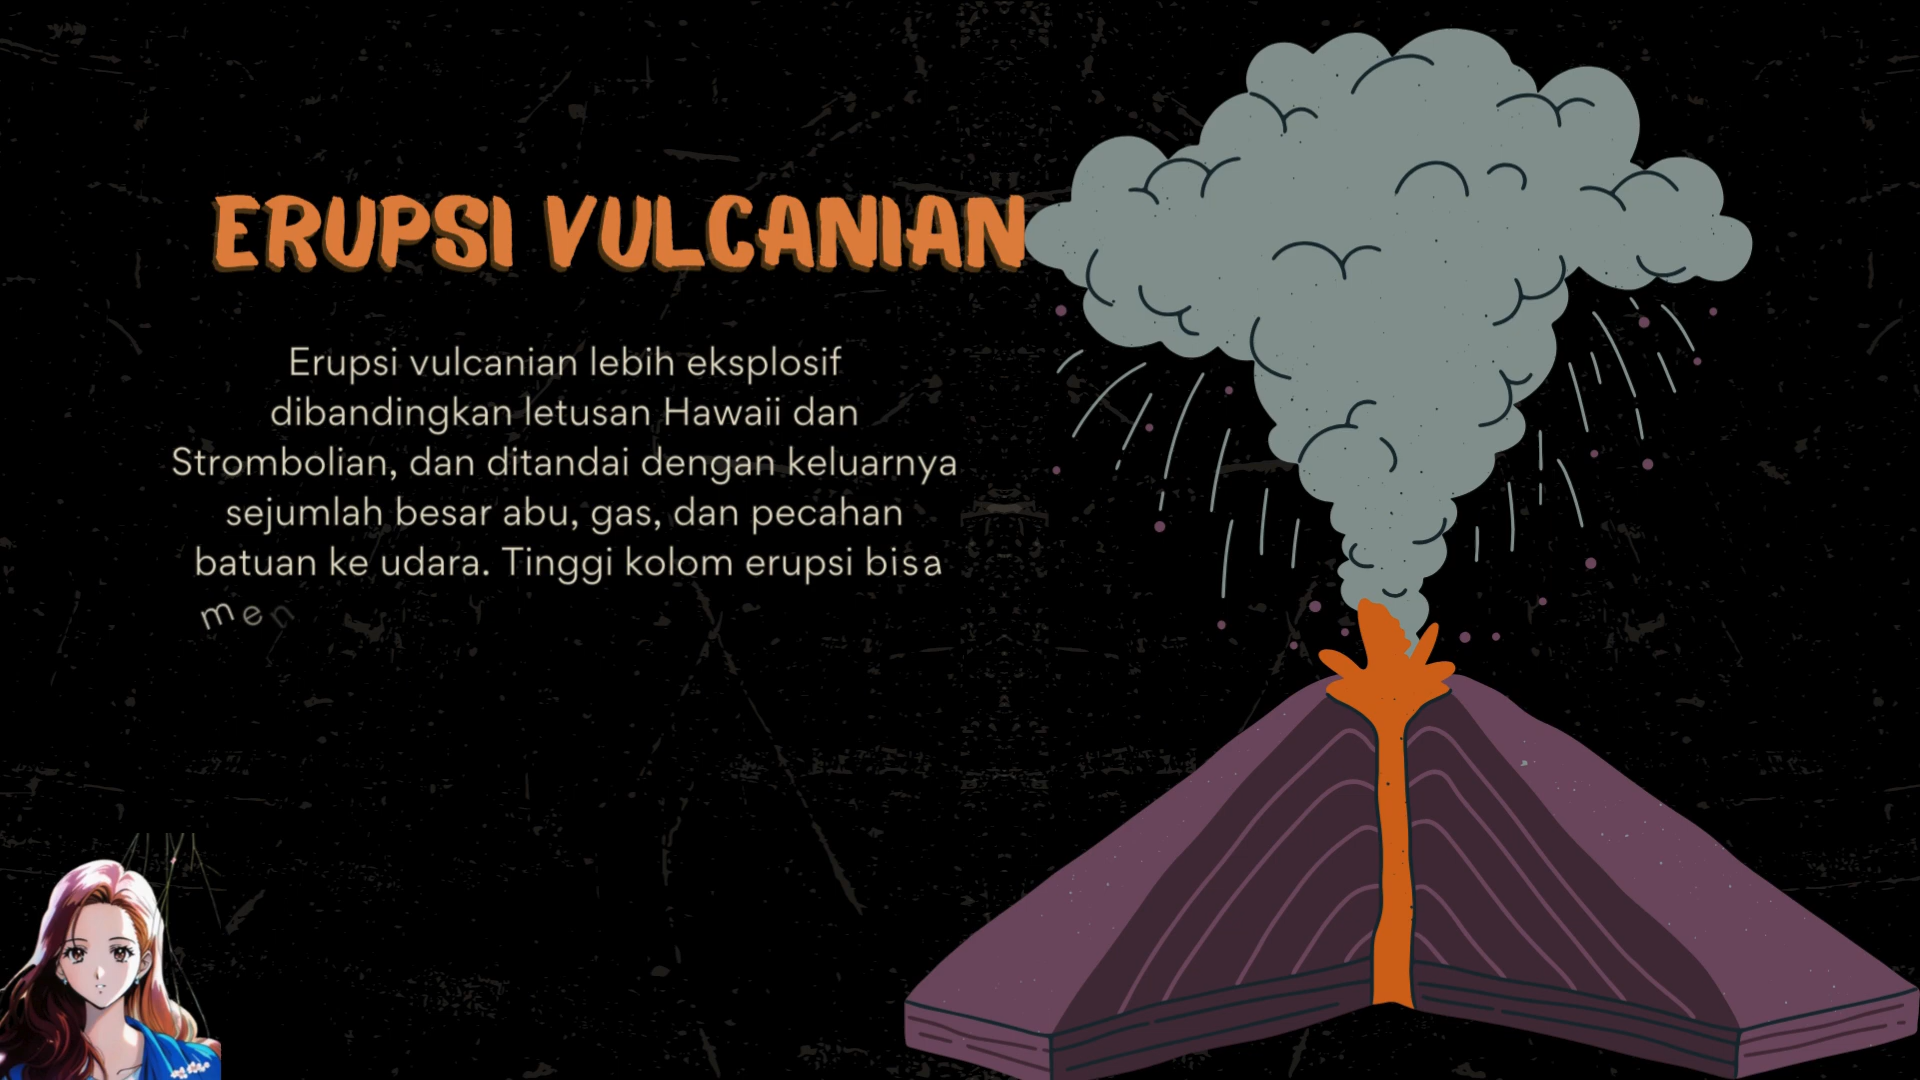 ERUPSI VULCANIAN
Erupsi vulcanian lebih eksplosif
dibandingkan letusan Hawaii dan
Strombolian, dan ditandai dengan keluarnya
sejumlah besar abu, gas, dan pecahan
batuan ke udara. Tinggi kolom erupsi bisa
men